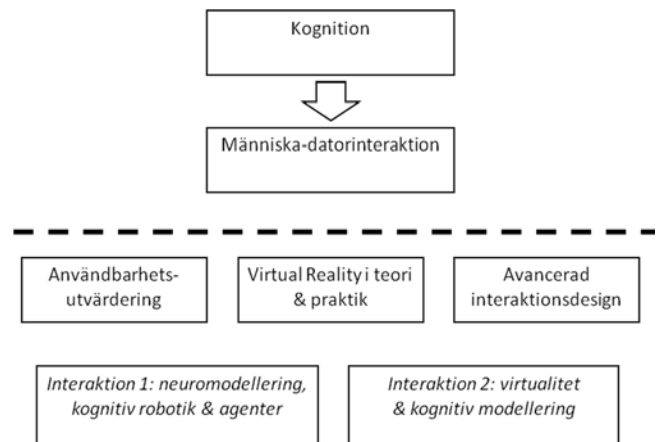 Kognition
Människa-datorinteraktion
Användbarhets-
utvärdering
Virtual Reality i teori
& praktik
Avancerad
interaktionsdesign
Interaktion 1: neuromodellering,
kognitiv robotik & agenter
Interaktion 2: virtualitet
& kognitiv modellering